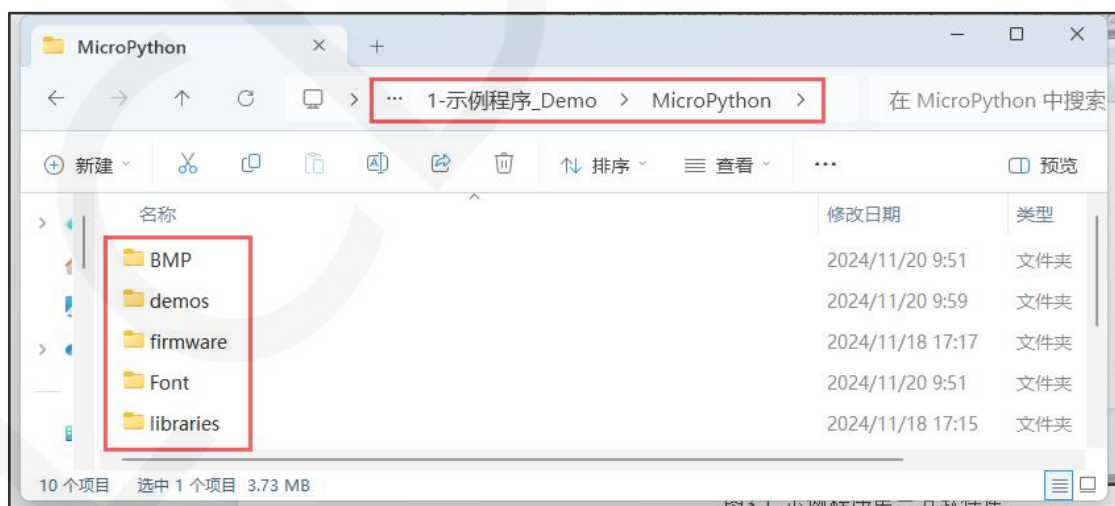 MicroPython
1-示例程序_Demo > MicroPython >
在 MicroPython 中搜索
新建
排序
查看
预览
名称
修改日期
类型
BMP
2024/11/20 9:51
文件夹
demos
2024/11/20 9:59
文件夹
firmware
2024/11/18 17:17
文件夹
Font
2024/11/20 9:51
文件夹
libraries
2024/11/18 17:15
文件夹
10 个项目
选中 1 个项目 3.73 MB